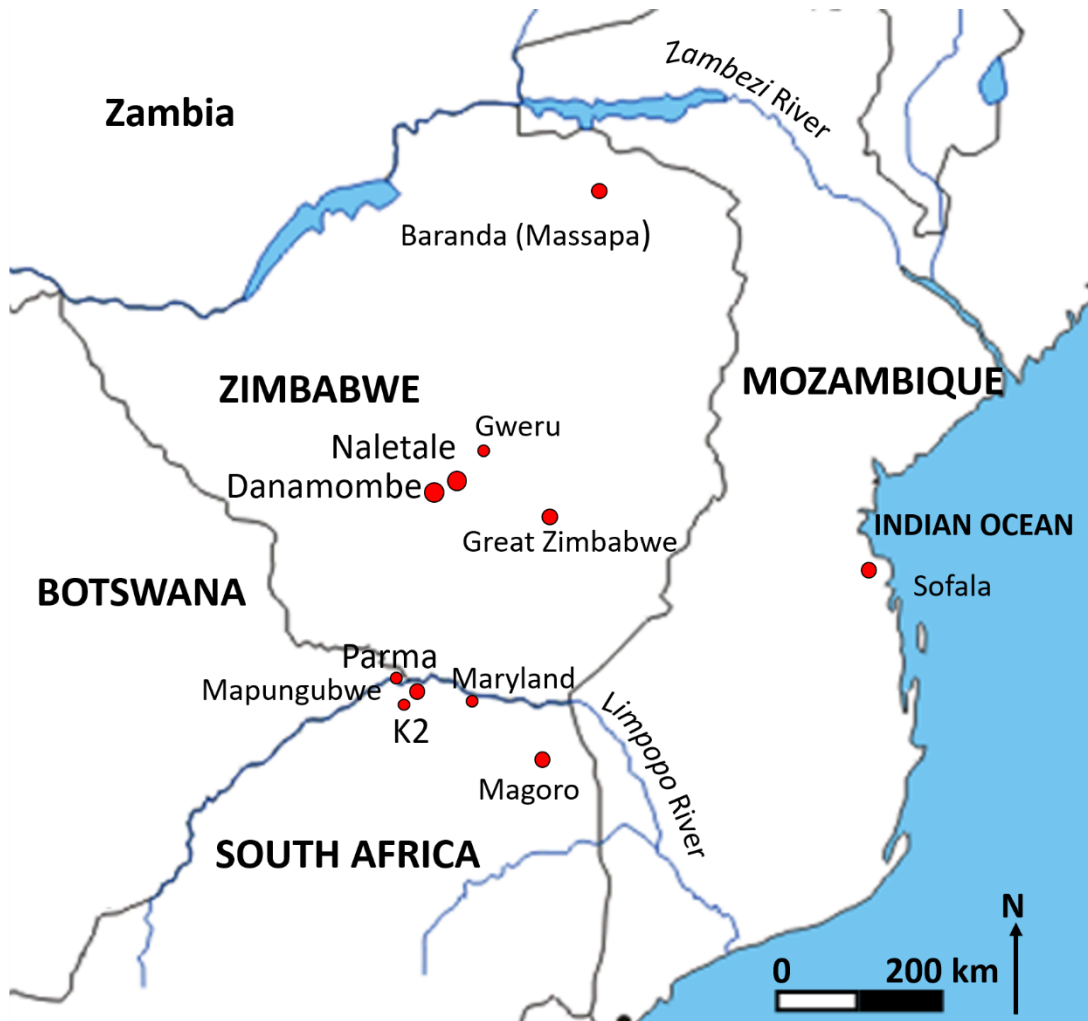 Zambezi River
Zambia
Baranda (Massapa)
ZIMBABWE
MOZAMBIQUE
Gweru
Naletale
Danamombe
INDIAN OCEAN
Great Zimbabwe
BOTSWANA
Sofala
Parma
Maryland
Mapungubwe
K2
Limpopo River
Magoro
SOUTH AFRICA
N
0 200 km